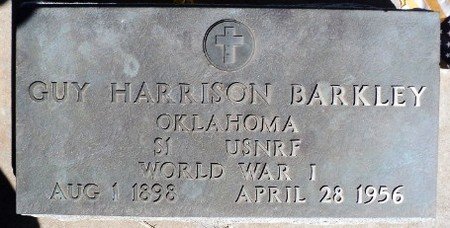 GUY HARRISON BARKLEY
OKLAHOMA
S1 USNRF
WORLD WAR I
AUG 1 1898 APRIL 28 1956